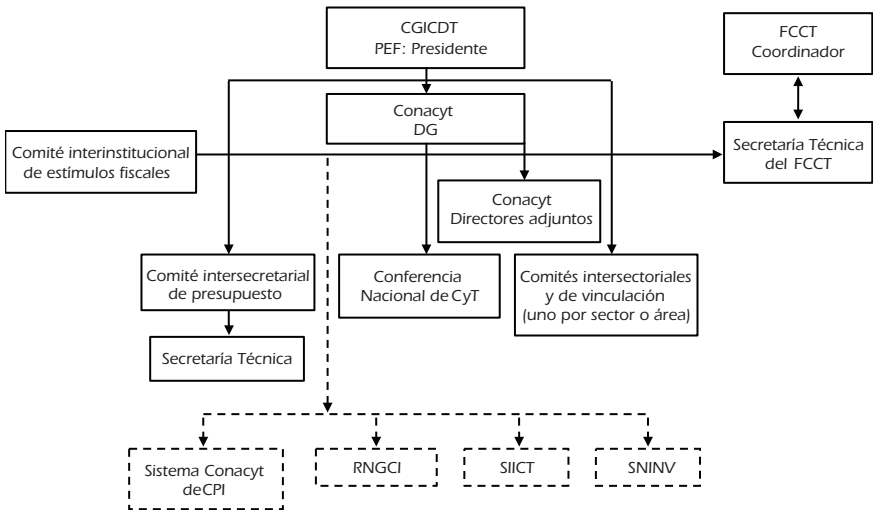 CGICDT
PEF: Presidente
FCCT
Coordinador
Conacyt
DG
Comité interinstitucional
de estímulos fiscales
Secretaría Técnica
del FCCT
Conacyt
Directores adjuntos
Comité intersecretarial
de presupuesto
Conferencia
Nacional de CyT
Comités intersectoriales
y de vinculación
(uno por sector o área)
Secretaría Técnica
Sistema Conacyt
deCPI
RNGCI
SIICT
SNINV